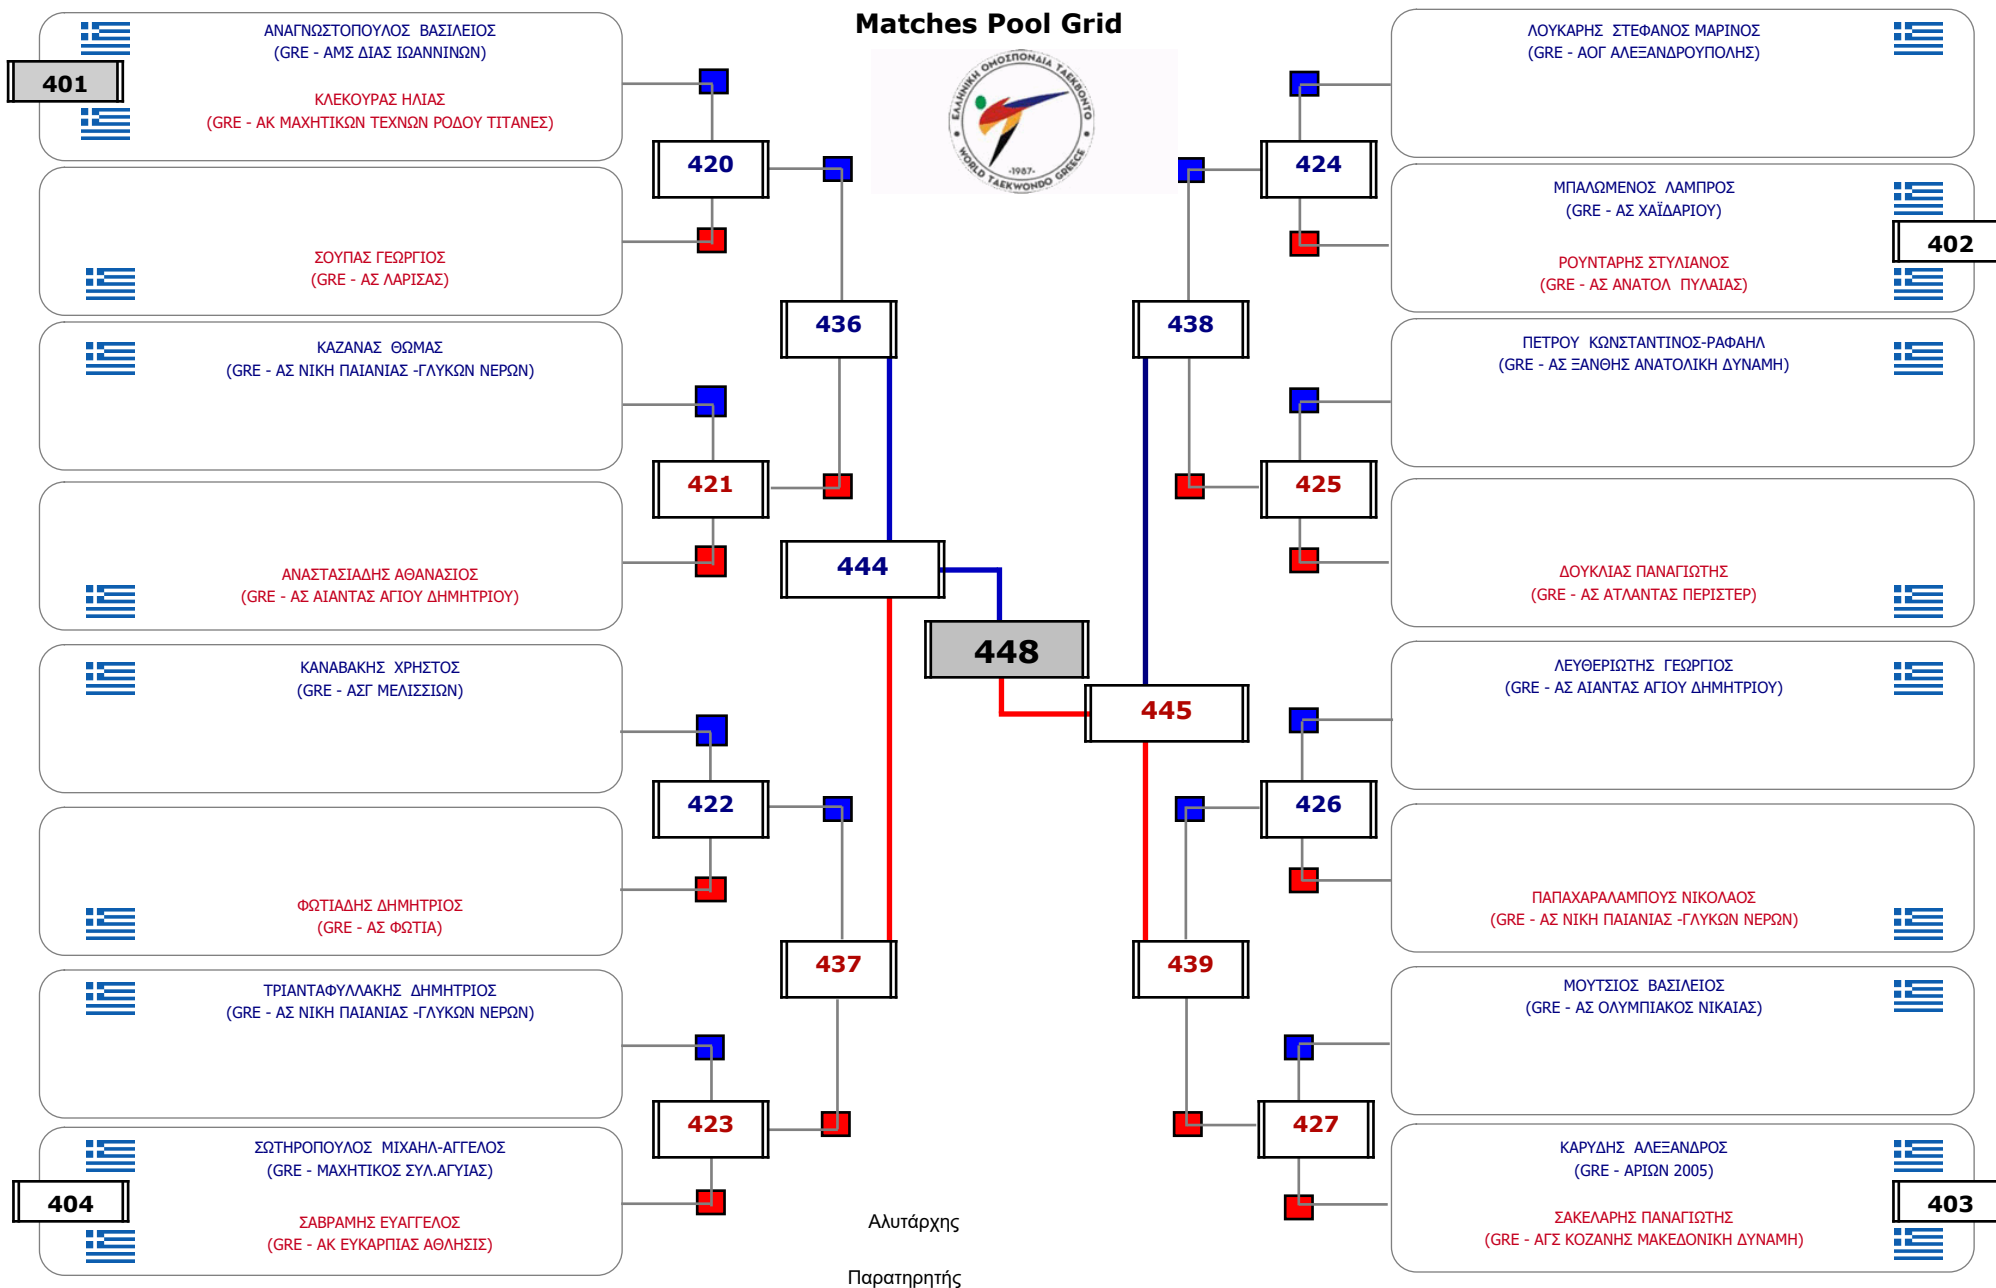 Matches Pool Grid
ΕΛΛΗΝΙΚΗ ΟΜΟΣΠΟΝΔΙΑ ΤΑΕΚΒΟΝΤΟ
-1987-
WORLD TAEKWONDO GREECE
ΑΝΑΓΝΩΣΤΟΠΟΥΛΟΣ ΒΑΣΙΛΕΙΟΣ
(GRE - ΑΜΣ ΔΙΑΣ ΙΩΑΝΝΙΝΩΝ)
401
ΚΛΕΚΟΥΡΑΣ ΗΛΙΑΣ
(GRE - ΑΚ ΜΑΧΗΤΙΚΩΝ ΤΕΧΝΩΝ ΡΟΔΟΥ ΤΙΤΑΝΕΣ)
420
ΣΟΥΠΑΣ ΓΕΩΡΓΙΟΣ
(GRE - ΑΣ ΛΑΡΙΣΑΣ)
436
ΚΑΖΑΝΑΣ ΘΩΜΑΣ
(GRE - ΑΣ ΝΙΚΗ ΠΑΙΑΝΙΑΣ -ΓΛΥΚΩΝ ΝΕΡΩΝ)
421
ΑΝΑΣΤΑΣΙΑΔΗΣ ΑΘΑΝΑΣΙΟΣ
(GRE - ΑΣ ΑΙΑΝΤΑΣ ΑΓΙΟΥ ΔΗΜΗΤΡΙΟΥ)
444
448
ΚΑΝΑΒΑΚΗΣ ΧΡΗΣΤΟΣ
(GRE - ΑΣΓ ΜΕΛΙΣΣΙΩΝ)
422
ΦΩΤΙΑΔΗΣ ΔΗΜΗΤΡΙΟΣ
(GRE - ΑΣ ΦΩΤΙΑ)
437
ΤΡΙΑΝΤΑΦΥΛΛΑΚΗΣ ΔΗΜΗΤΡΙΟΣ
(GRE - ΑΣ ΝΙΚΗ ΠΑΙΑΝΙΑΣ -ΓΛΥΚΩΝ ΝΕΡΩΝ)
423
ΣΩΤΗΡΟΠΟΥΛΟΣ ΜΙΧΑΗΛ-ΑΓΓΕΛΟΣ
(GRE - ΜΑΧΗΤΙΚΟΣ ΣΥΛ.ΑΓΥΙΑΣ)
404
ΣΑΒΡΑΜΗΣ ΕΥΑΓΓΕΛΟΣ
(GRE - ΑΚ ΕΥΚΑΡΠΙΑΣ ΑΘΛΗΣΙΣ)
ΛΟΥΚΑΡΗΣ ΣΤΕΦΑΝΟΣ ΜΑΡΙΝΟΣ
(GRE - ΑΟΓ ΑΛΕΞΑΝΔΡΟΥΠΟΛΗΣ)
424
ΜΠΑΛΩΜΕΝΟΣ ΛΑΜΠΡΟΣ
(GRE - ΑΣ ΧΑΪΔΑΡΙΟΥ)
402
ΡΟΥΝΤΑΡΗΣ ΣΤΥΛΙΑΝΟΣ
(GRE - ΑΣ ΑΝΑΤΟΛ ΠΥΛΑΙΑΣ)
438
ΠΕΤΡΟΥ ΚΩΝΣΤΑΝΤΙΝΟΣ-ΡΑΦΑΗΛ
(GRE - ΑΣ ΞΑΝΘΗΣ ΑΝΑΤΟΛΙΚΗ ΔΥΝΑΜΗ)
425
ΔΟΥΚΛΙΑΣ ΠΑΝΑΓΙΩΤΗΣ
(GRE - ΑΣ ΑΤΛΑΝΤΑΣ ΠΕΡΙΣΤΕΡ)
445
ΛΕΥΘΕΡΙΩΤΗΣ ΓΕΩΡΓΙΟΣ
(GRE - ΑΣ ΑΙΑΝΤΑΣ ΑΓΙΟΥ ΔΗΜΗΤΡΙΟΥ)
426
ΠΑΠΑΧΑΡΑΛΑΜΠΟΥΣ ΝΙΚΟΛΑΟΣ
(GRE - ΑΣ ΝΙΚΗ ΠΑΙΑΝΙΑΣ -ΓΛΥΚΩΝ ΝΕΡΩΝ)
439
ΜΟΥΤΣΙΟΣ ΒΑΣΙΛΕΙΟΣ
(GRE - ΑΣ ΟΛΥΜΠΙΑΚΟΣ ΝΙΚΑΙΑΣ)
427
ΚΑΡΥΔΗΣ ΑΛΕΞΑΝΔΡΟΣ
(GRE - ΑΡΙΩΝ 2005)
403
ΣΑΚΕΛΑΡΗΣ ΠΑΝΑΓΙΩΤΗΣ
(GRE - ΑΓΣ ΚΟΖΑΝΗΣ ΜΑΚΕΔΟΝΙΚΗ ΔΥΝΑΜΗ)
Αλυτάρχης
Παρατηρητής